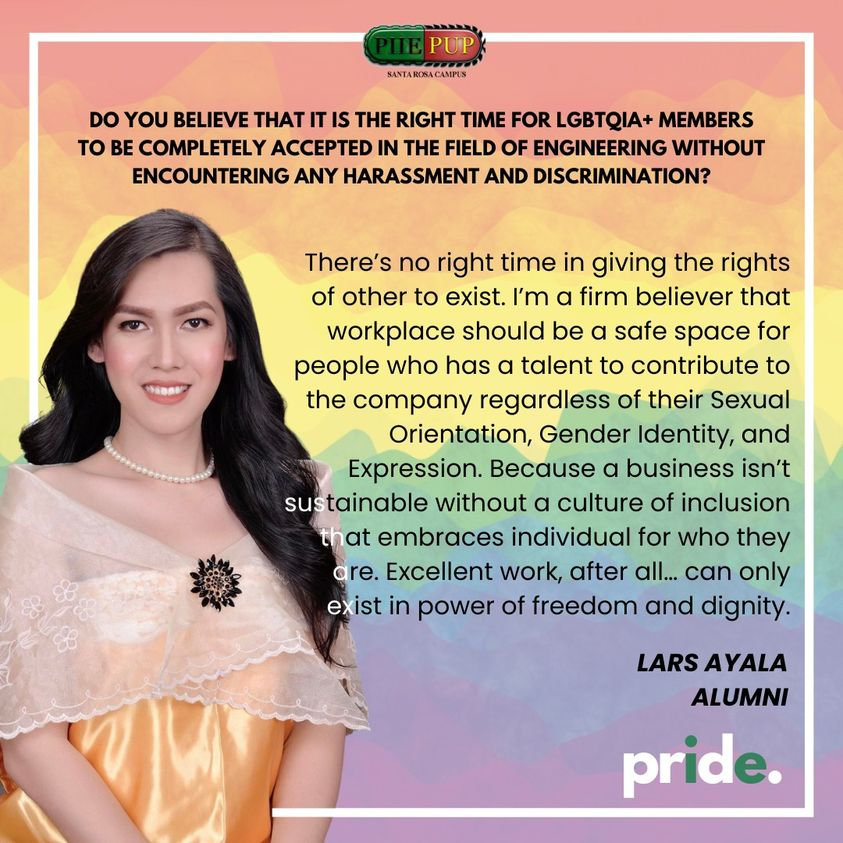 PIIE PUP
SANTA ROSA CAMPUS
DO YOU BELIEVE THAT IT IS THE RIGHT TIME FOR LGBTQIA+ MEMBERS
TO BE COMPLETELY ACCEPTED IN THE FIELD OF ENGINEERING WITHOUT
ENCOUNTERING ANY HARASSMENT AND DISCRIMINATION?
There's no right time in giving the rights
of other to exist. I'm a firm believer that
workplace should be a safe space for
people who has a talent to contribute to
the company regardless of their Sexual
Orientation, Gender Identity, and
Expression. Because a business isn't
sustainable without a culture of inclusion
that embraces individual for who they
are. Excellent work, after all... can only
exist in power of freedom and dignity.
LARS AYALA
ALUMNI
pride.